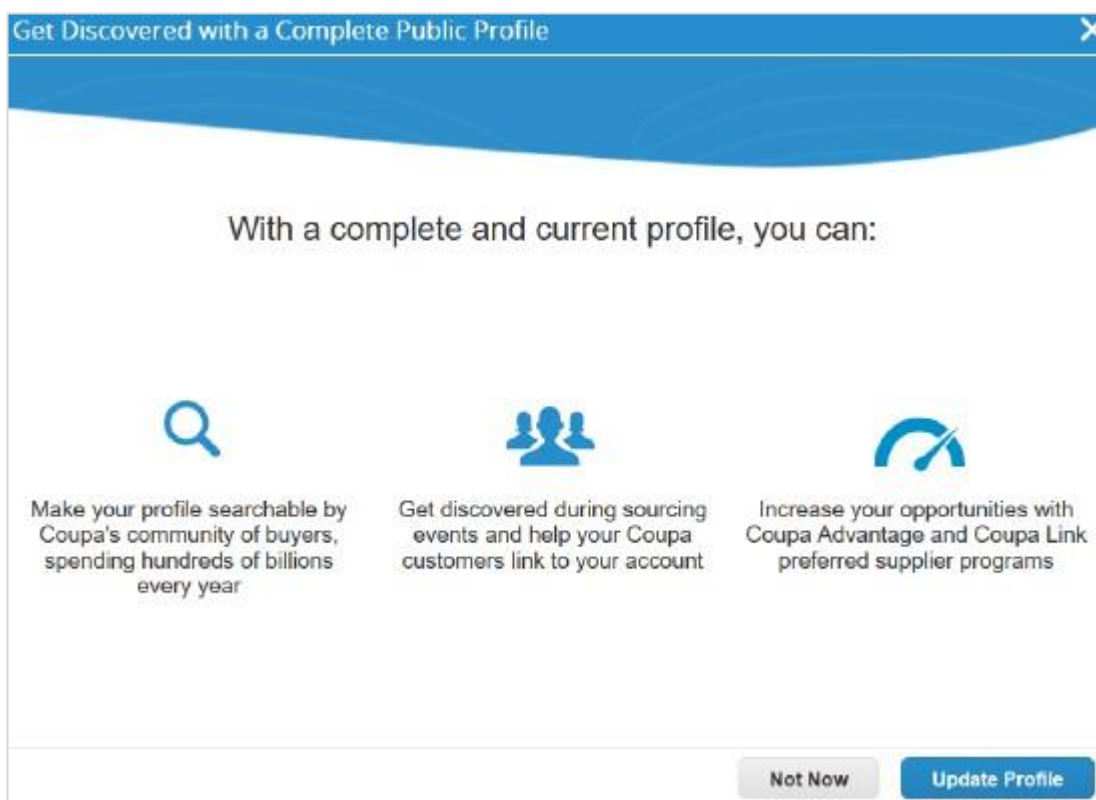 Get Discovered with a Complete Public Profile
With a complete and current profile, you can:
Make your profile searchable by
Coupa's community of buyers,
spending hundreds of billions
every year
Get discovered during sourcing
events and help your Coupa
customers link to your account
Increase your opportunities with
Coupa Advantage and Coupa Link
preferred supplier programs
Not Now
Update Profile